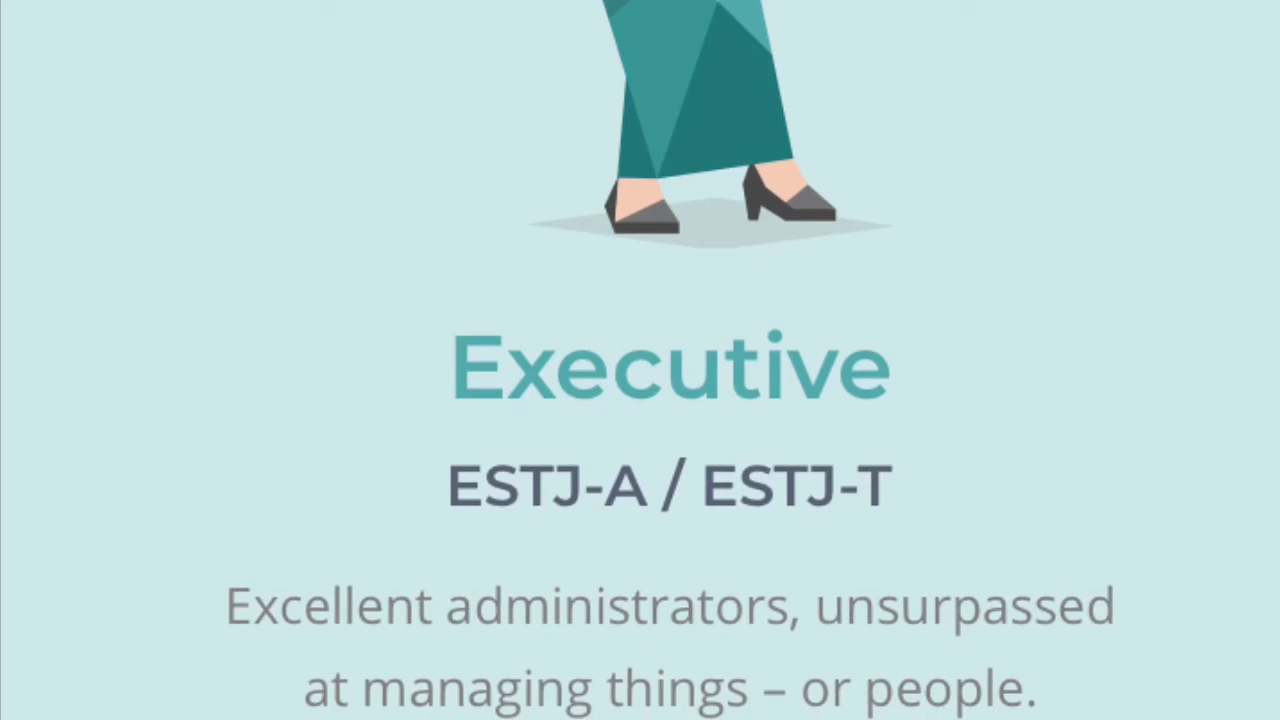 Executive
ESTJ-A / ESTJ-T
Excellent administrators, unsurpassed
at managing things – or people.